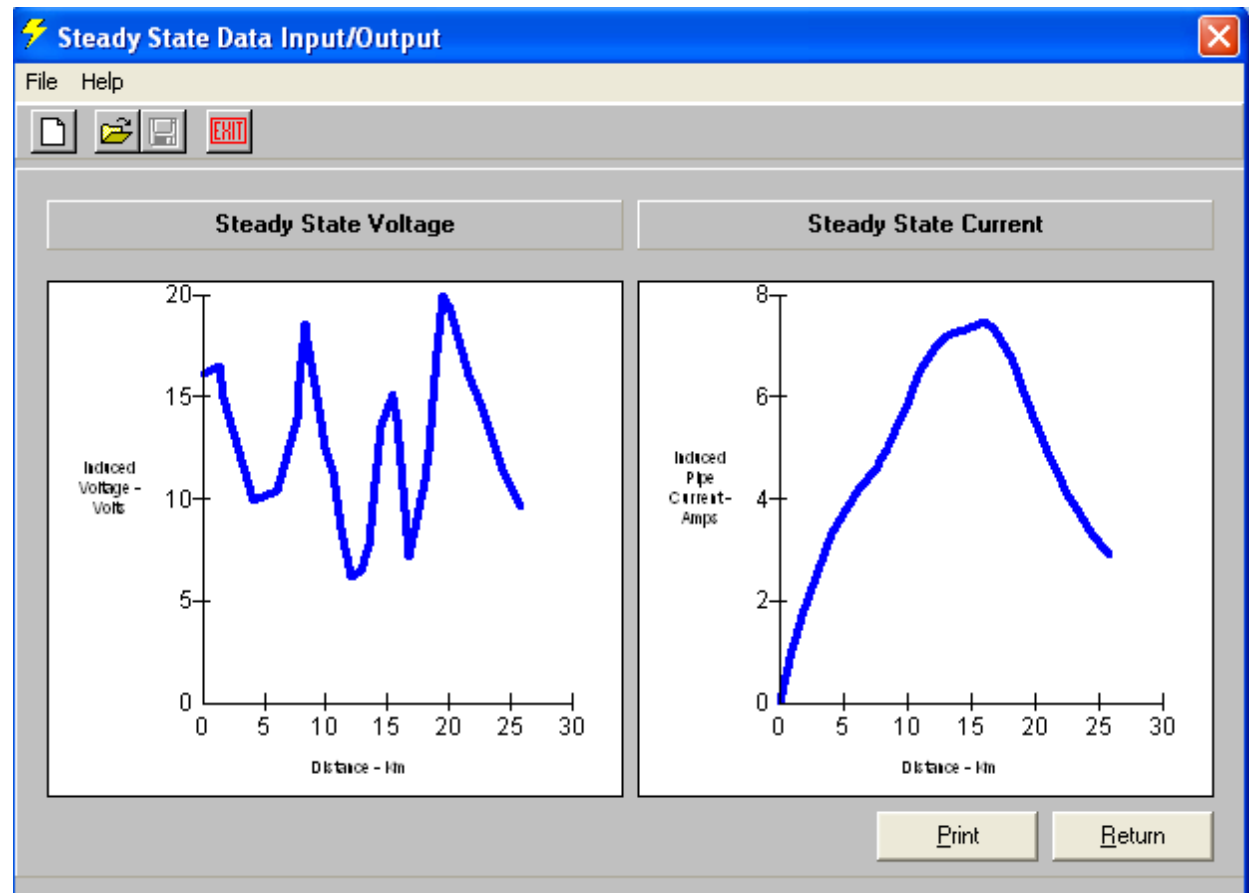 Steady State Data Input/Output
File Help
EXIT
Steady State Voltage
Steady State Current
20
15
10
5
0
0 5 10 15 20 25 30
Induced
Voltage -
Volts
Distance - km
8
6
4
2
0
0 5 10 15 20 25 30
Induced
Pipe
Current-
Amps
Distance - km
Print
Return